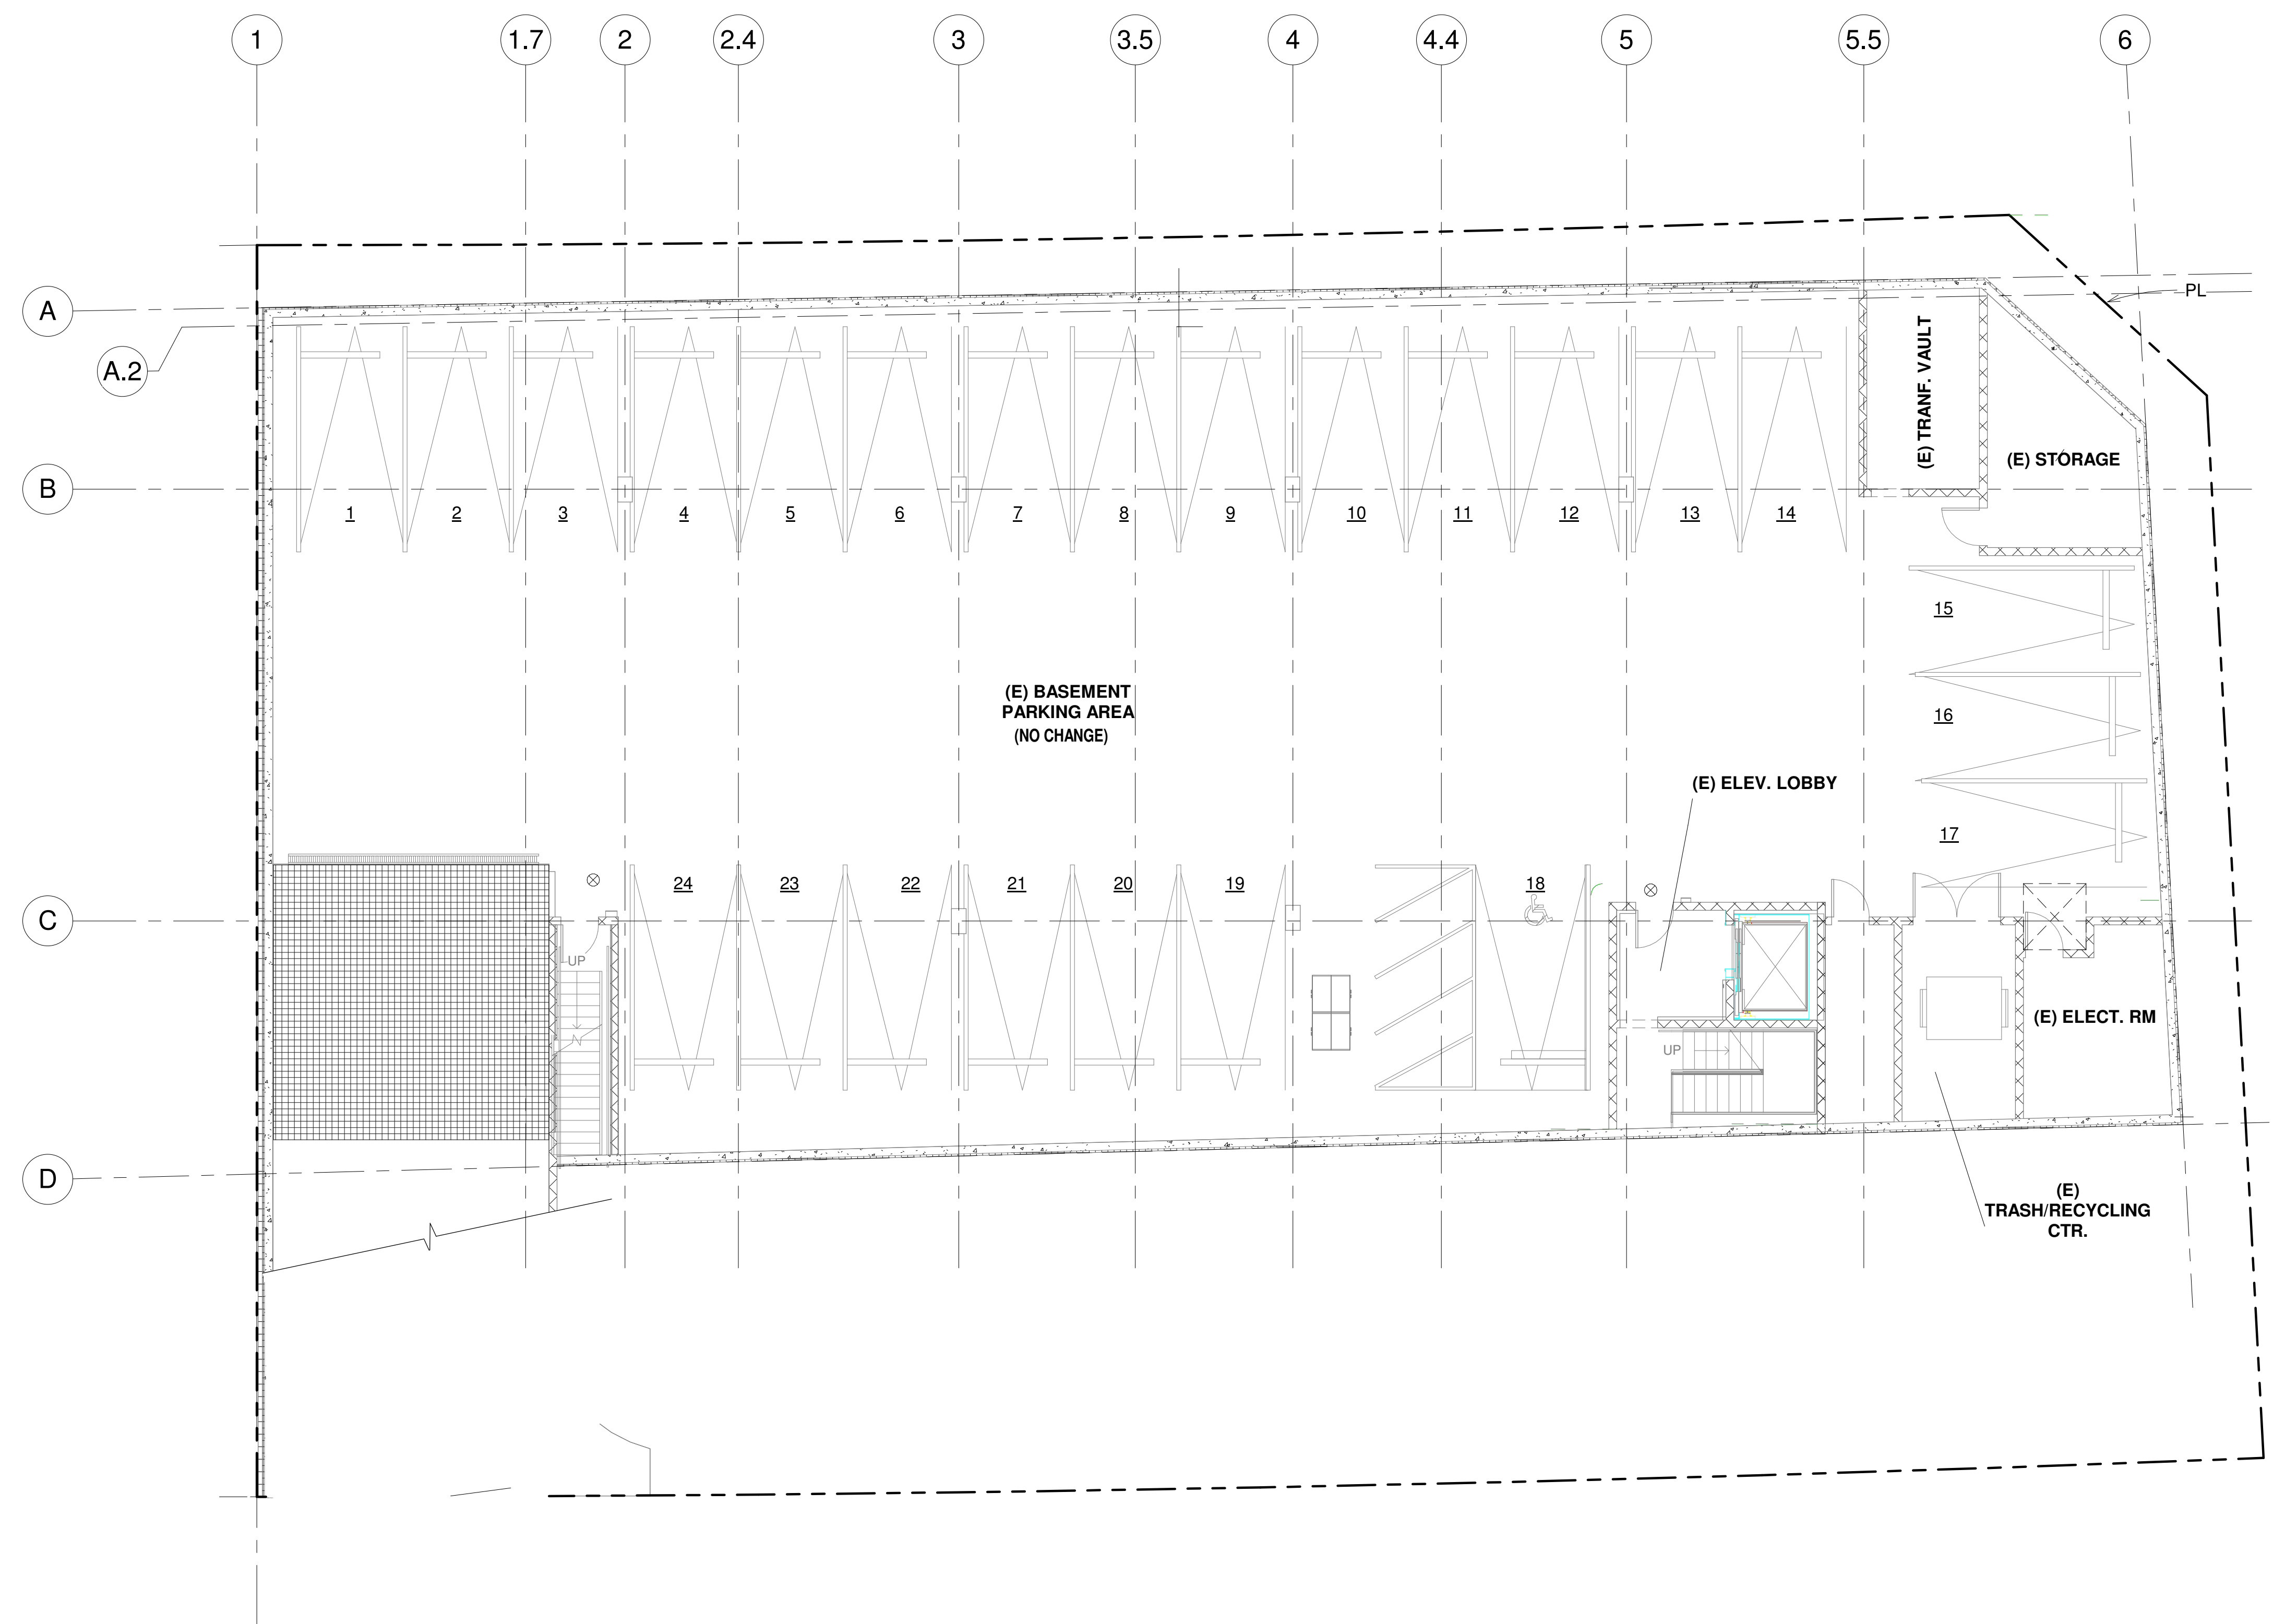 1
1.7
2
2.4
3
3.5
4
4.4
5
5.5
6
A
PL
A.2
(E) TRANF. VAULT
(E) STORAGE
B
1
2
3
4
5
6
7
8
9
10
11
12
13
14
15
(E) BASEMENT
PARKING AREA
(NO CHANGE)
16
(E) ELEV. LOBBY
17
24
23
22
21
20
19
18
C
UP
(E) ELECT. RM
UP
D
(E)
TRASH/RECYCLING
CTR.